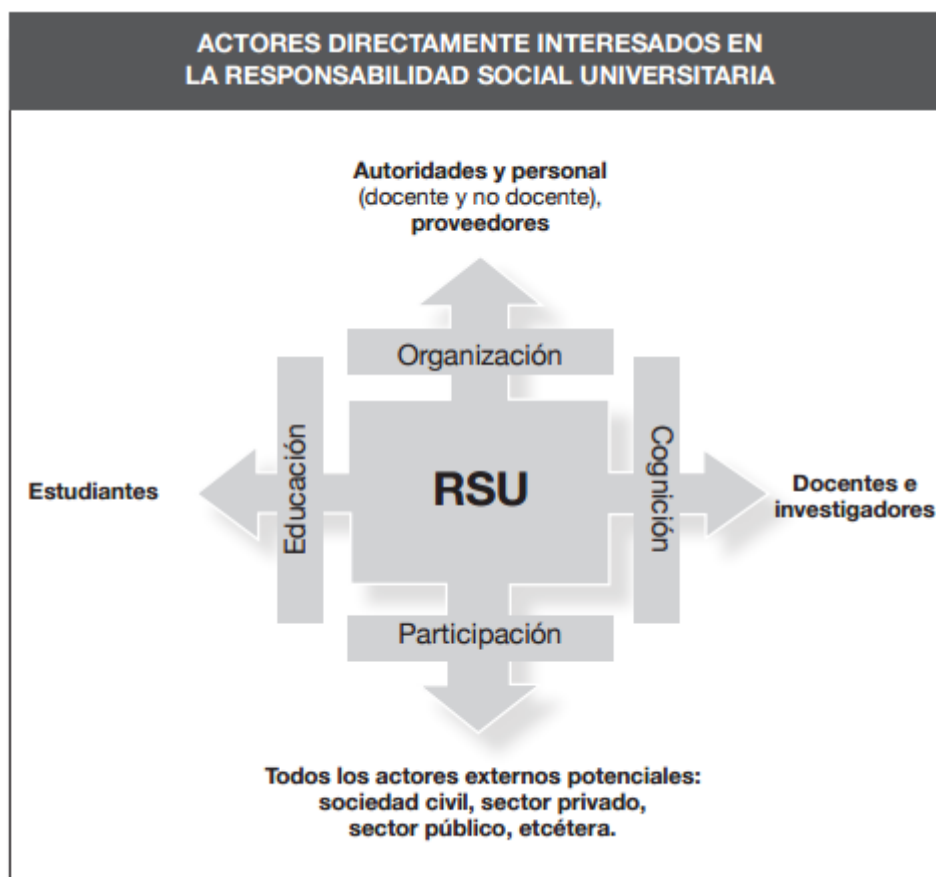 ACTORES DIRECTAMENTE INTERESADOS EN
LA RESPONSABILIDAD SOCIAL UNIVERSITARIA
Autoridades y personal
(docente y no docente),
proveedores
Organización
Educación
Cognición
RSU
Estudiantes
Docentes e
investigadores
Participación
Todos los actores externos potenciales:
sociedad civil, sector privado,
sector público, etcétera.